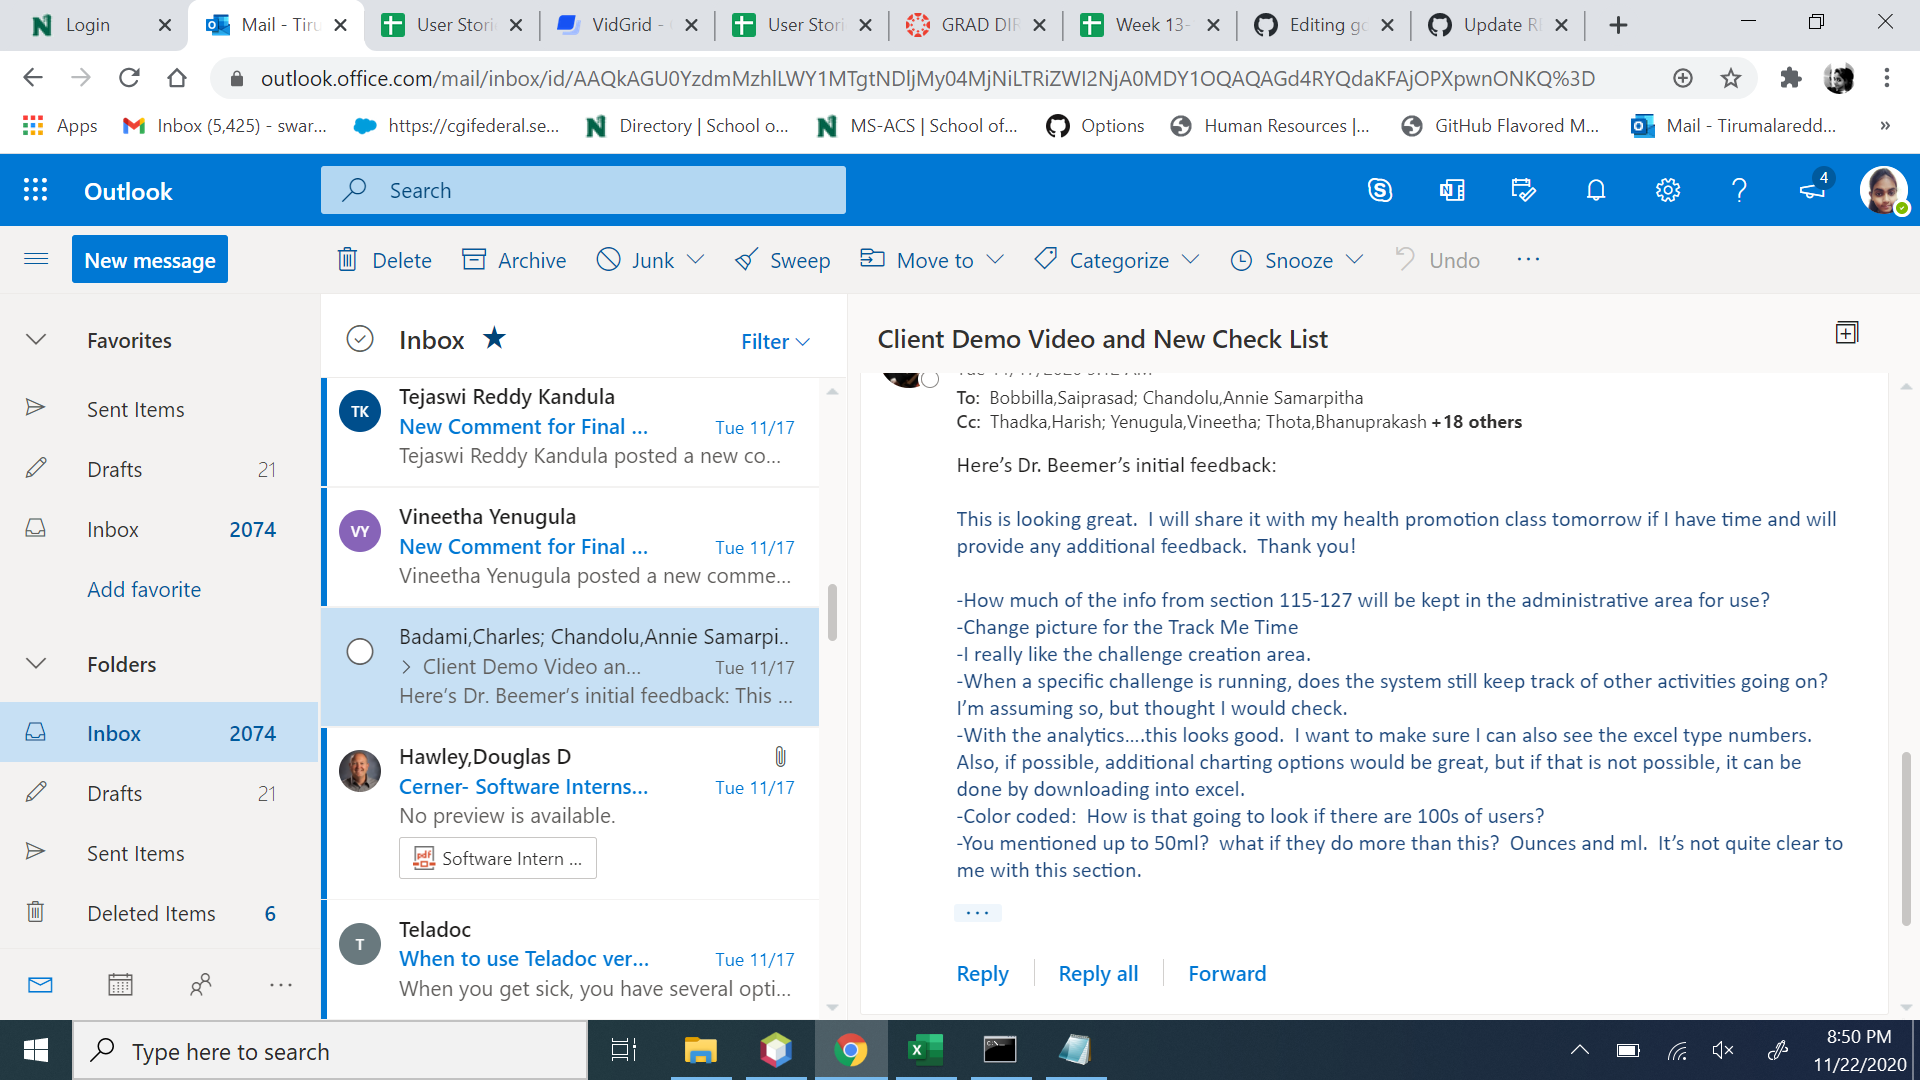 Login
Mail - Tiru
User Stori
VidGrid -
User Stori
GRAD DIR
Week 13-
Editing go
Update RE
outlook.office.com/mail/inbox/id/AAQkAGU0YzdmMzhlLWY1MTgtNDljMy04MjNiLTRiZWI2NjA0MDY1OQAQAGd4RYQdaKFAjOPXpwnONKQ%3D
Apps
Inbox (5,425) - swar...
https://cgifederal.se...
Directory | School o...
MS-ACS | School of...
Options
Human Resources |...
GitHub Flavored M...
Mail - Tirumalaredd...
»
Outlook
Search
4
New message
Delete
Archive
Junk
Sweep
Move to
Categorize
Snooze
Undo
Favorites
Sent Items
Drafts 21
Inbox 2074
Add favorite
Folders
Inbox 2074
Drafts 21
Sent Items
Deleted Items 6
Inbox
Filter
TK
Tejaswi Reddy Kandula
New Comment for Final ... Tue 11/17
Tejaswi Reddy Kandula posted a new co...
VY
Vineetha Yenugula
New Comment for Final ... Tue 11/17
Vineetha Yenugula posted a new comme...
Badami,Charles; Chandolu,Annie Samarpi..
Client Demo Video an... Tue 11/17
Here's Dr. Beemer's initial feedback: This ...
Hawley,Douglas D
Cerner- Software Interns... Tue 11/17
No preview is available.
pdf
Software Intern ...
T
Teladoc
When to use Teladoc ver... Tue 11/17
When you get sick, you have several opti...
Client Demo Video and New Check List
To: Bobbilla,Saiprasad; Chandolu,Annie Samarpitha
Cc: Thadka,Harish; Yenugula,Vineetha; Thota,Bhanuprakash +18 others
Here's Dr. Beemer's initial feedback:
This is looking great. I will share it with my health promotion class tomorrow if I have time and will
provide any additional feedback. Thank you!
-How much of the info from section 115-127 will be kept in the administrative area for use?
-Change picture for the Track Me Time
-I really like the challenge creation area.
-When a specific challenge is running, does the system still keep track of other activities going on?
I'm assuming so, but thought I would check.
-With the analytics....this looks good. I want to make sure I can also see the excel type numbers.
Also, if possible, additional charting options would be great, but if that is not possible, it can be
done by downloading into excel.
-Color coded: How is that going to look if there are 100s of users?
-You mentioned up to 50ml? what if they do more than this? Ounces and ml. It's not quite clear to
me with this section.
...
Reply
Reply all
Forward
Type here to search
8:50 PM
11/22/2020